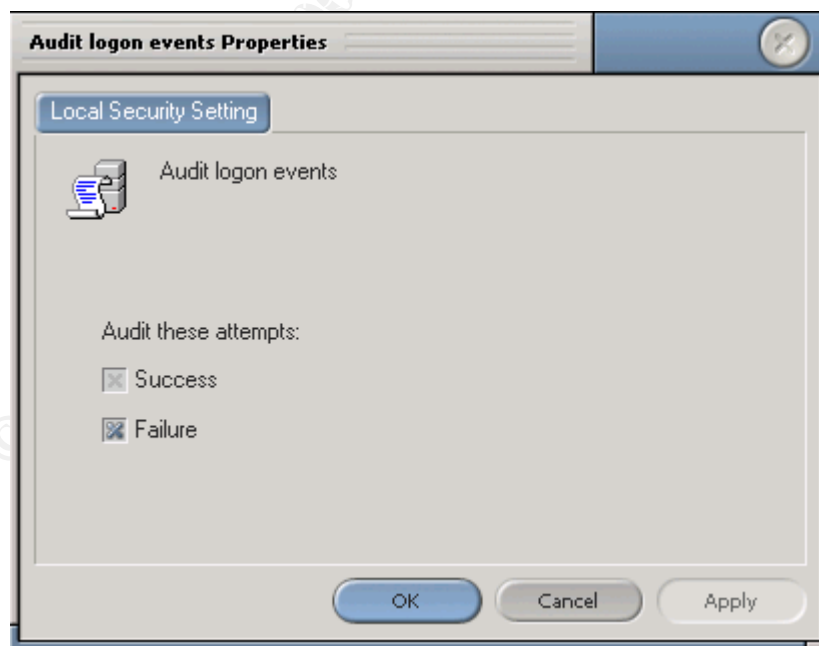 Audit logon events Properties
Local Security Setting
Audit logon events
Audit these attempts:
Success
Failure
OK
Cancel
Apply